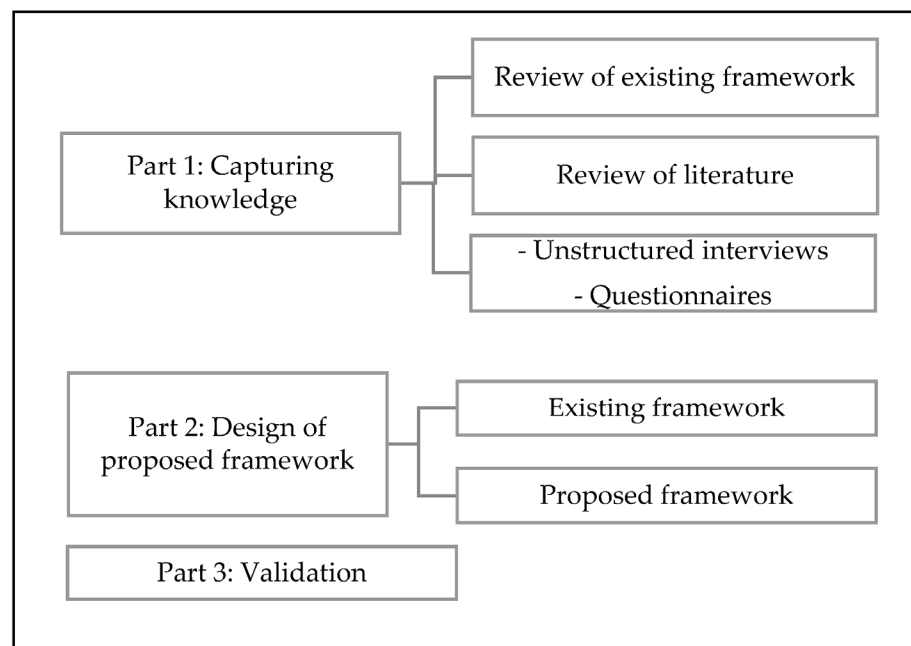 Part 1: Capturing
knowledge
Review of existing framework
Review of literature
- Unstructured interviews
- Questionnaires
Part 2: Design of
proposed framework
Existing framework
Proposed framework
Part 3: Validation